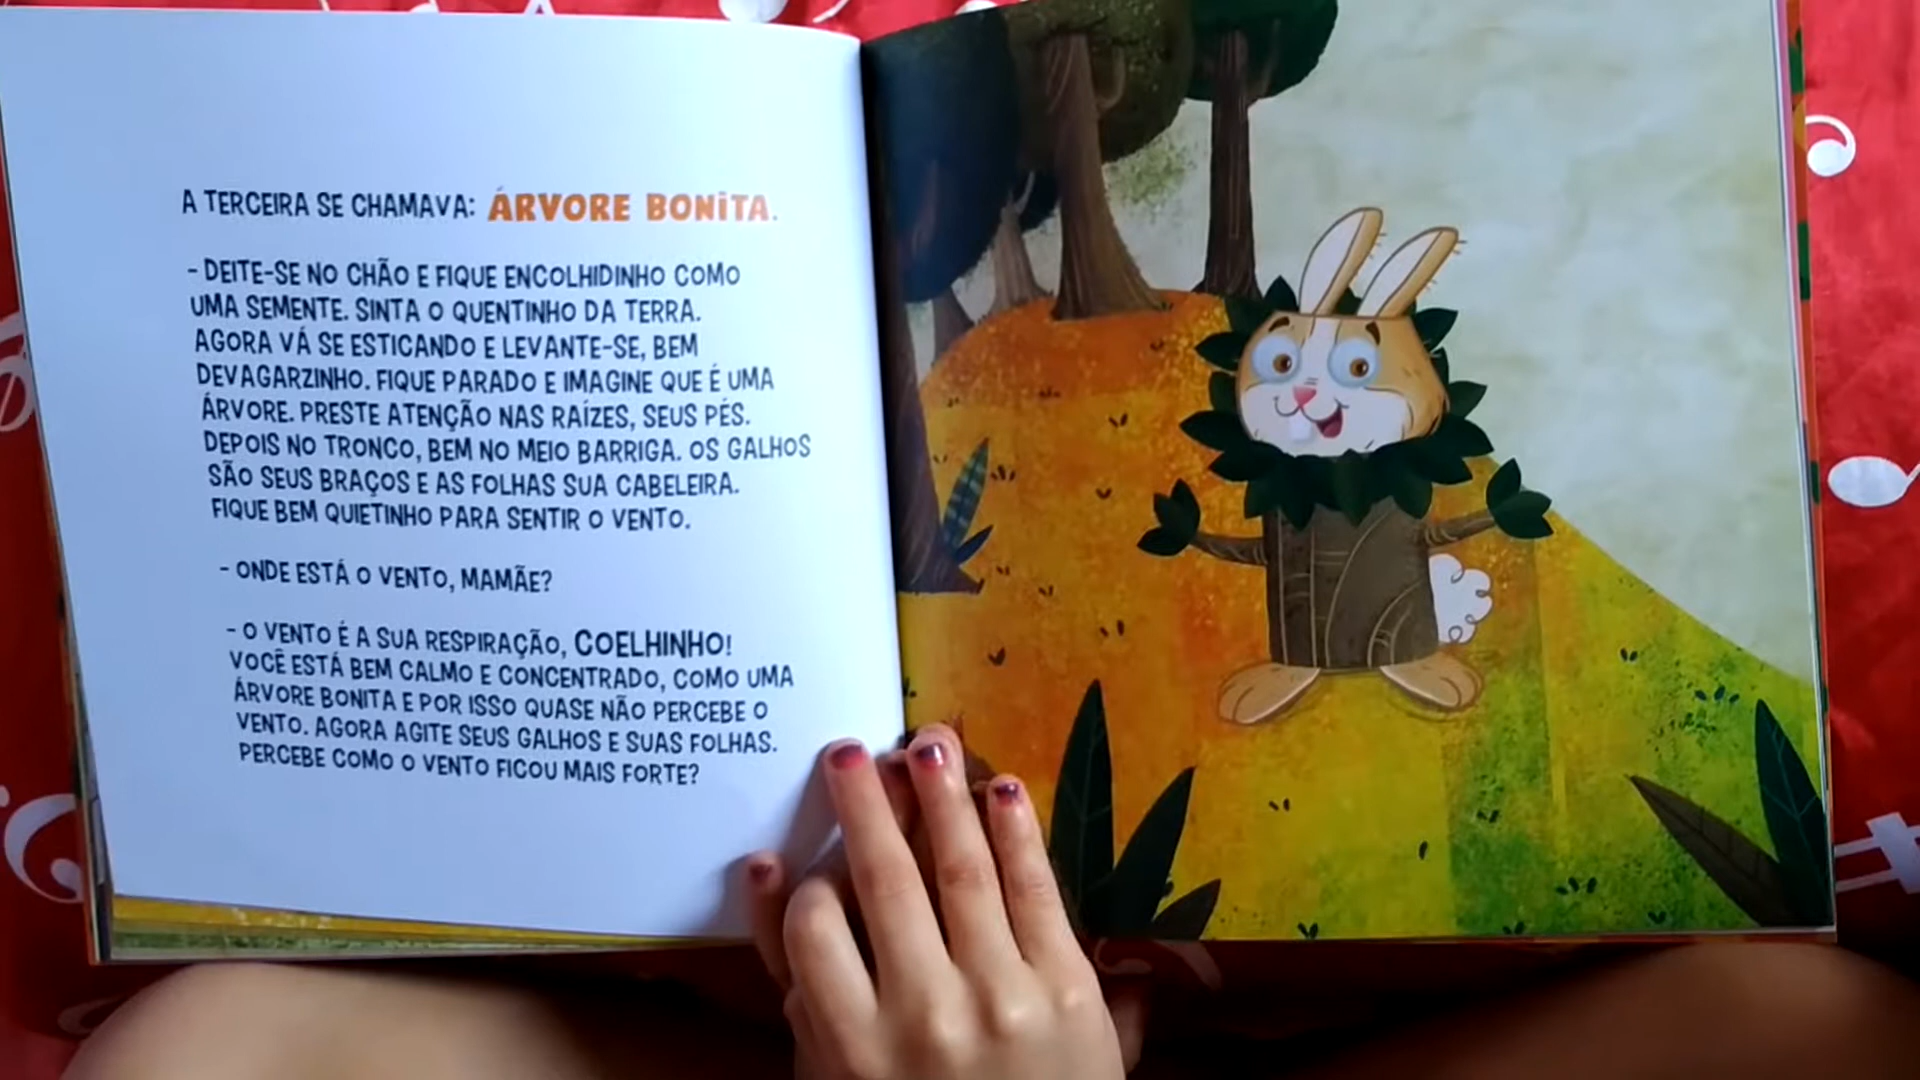 A TERCEIRA SE CHAMAVA: ÁRVORE BONITA.
- DEITE-SE NO CHÃO E FIQUE ENCOLHIDINHO COMO
UMA SEMENTE. SINTA O QUENTINHO DA TERRA.
AGORA VÁ SE ESTICANDO E LEVANTE-SE, BEM
DEVAGARZINHO. FIQUE PARADO E IMAGINE QUE É UMA
ÁRVORE. PRESTE ATENÇÃO NAS RAÍZES, SEUS PÉS.
DEPOIS NO TRONCO, BEM NO MEIO BARRIGA. OS GALHOS
SÃO SEUS BRAÇOS E AS FOLHAS SUA CABELEIRA.
FIQUE BEM QUIETINHO PARA SENTIR O VENTO.
- ONDE ESTÁ O VENTO, MAMÃE?
- O VENTO É A SUA RESPIRAÇÃO, COELHINHO!
VOCÊ ESTÁ BEM CALMO E CONCENTRADO, COMO UMA
ÁRVORE BONITA E POR ISSO QUASE NÃO PERCEBE O
VENTO. AGORA AGITE SEUS GALHOS E SUAS FOLHAS.
PERCEBE COMO O VENTO FICOU MAIS FORTE?